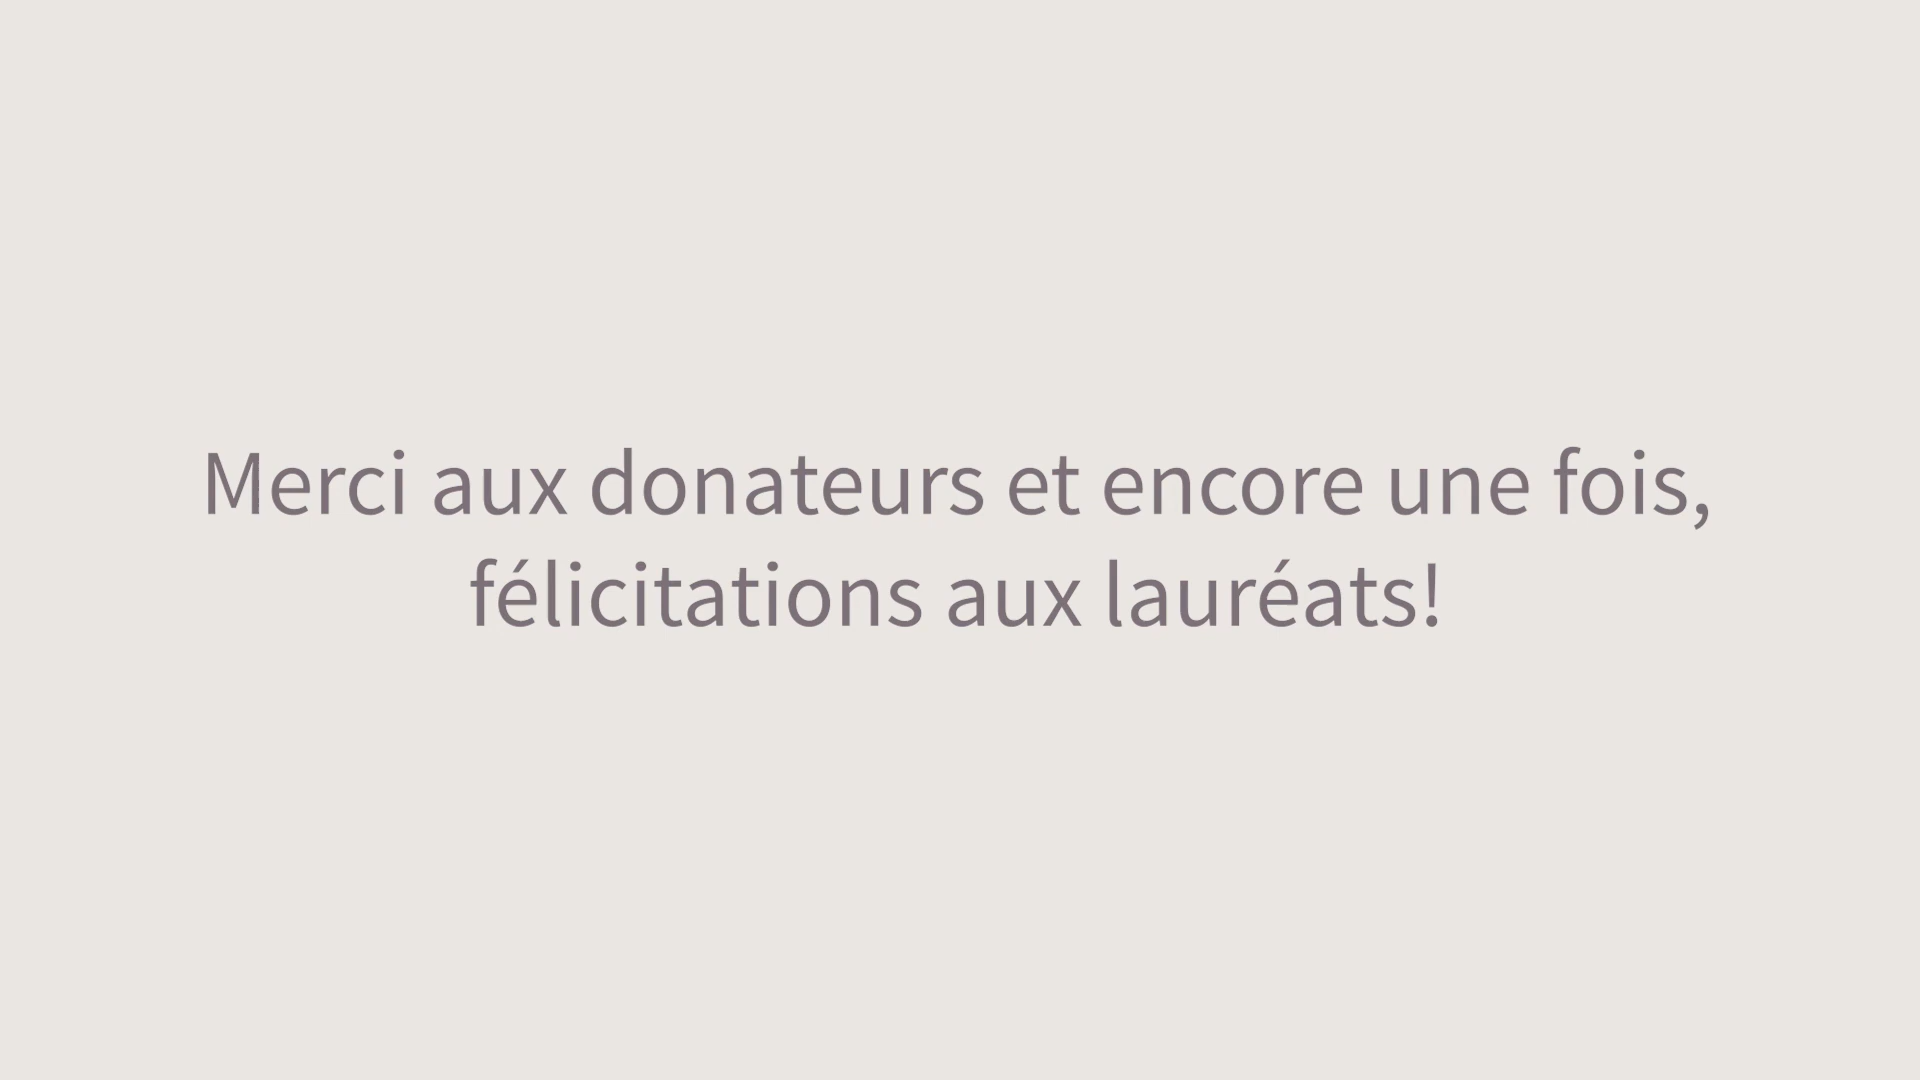 Merci aux donateurs et encore une fois,
félicitations aux lauréats!